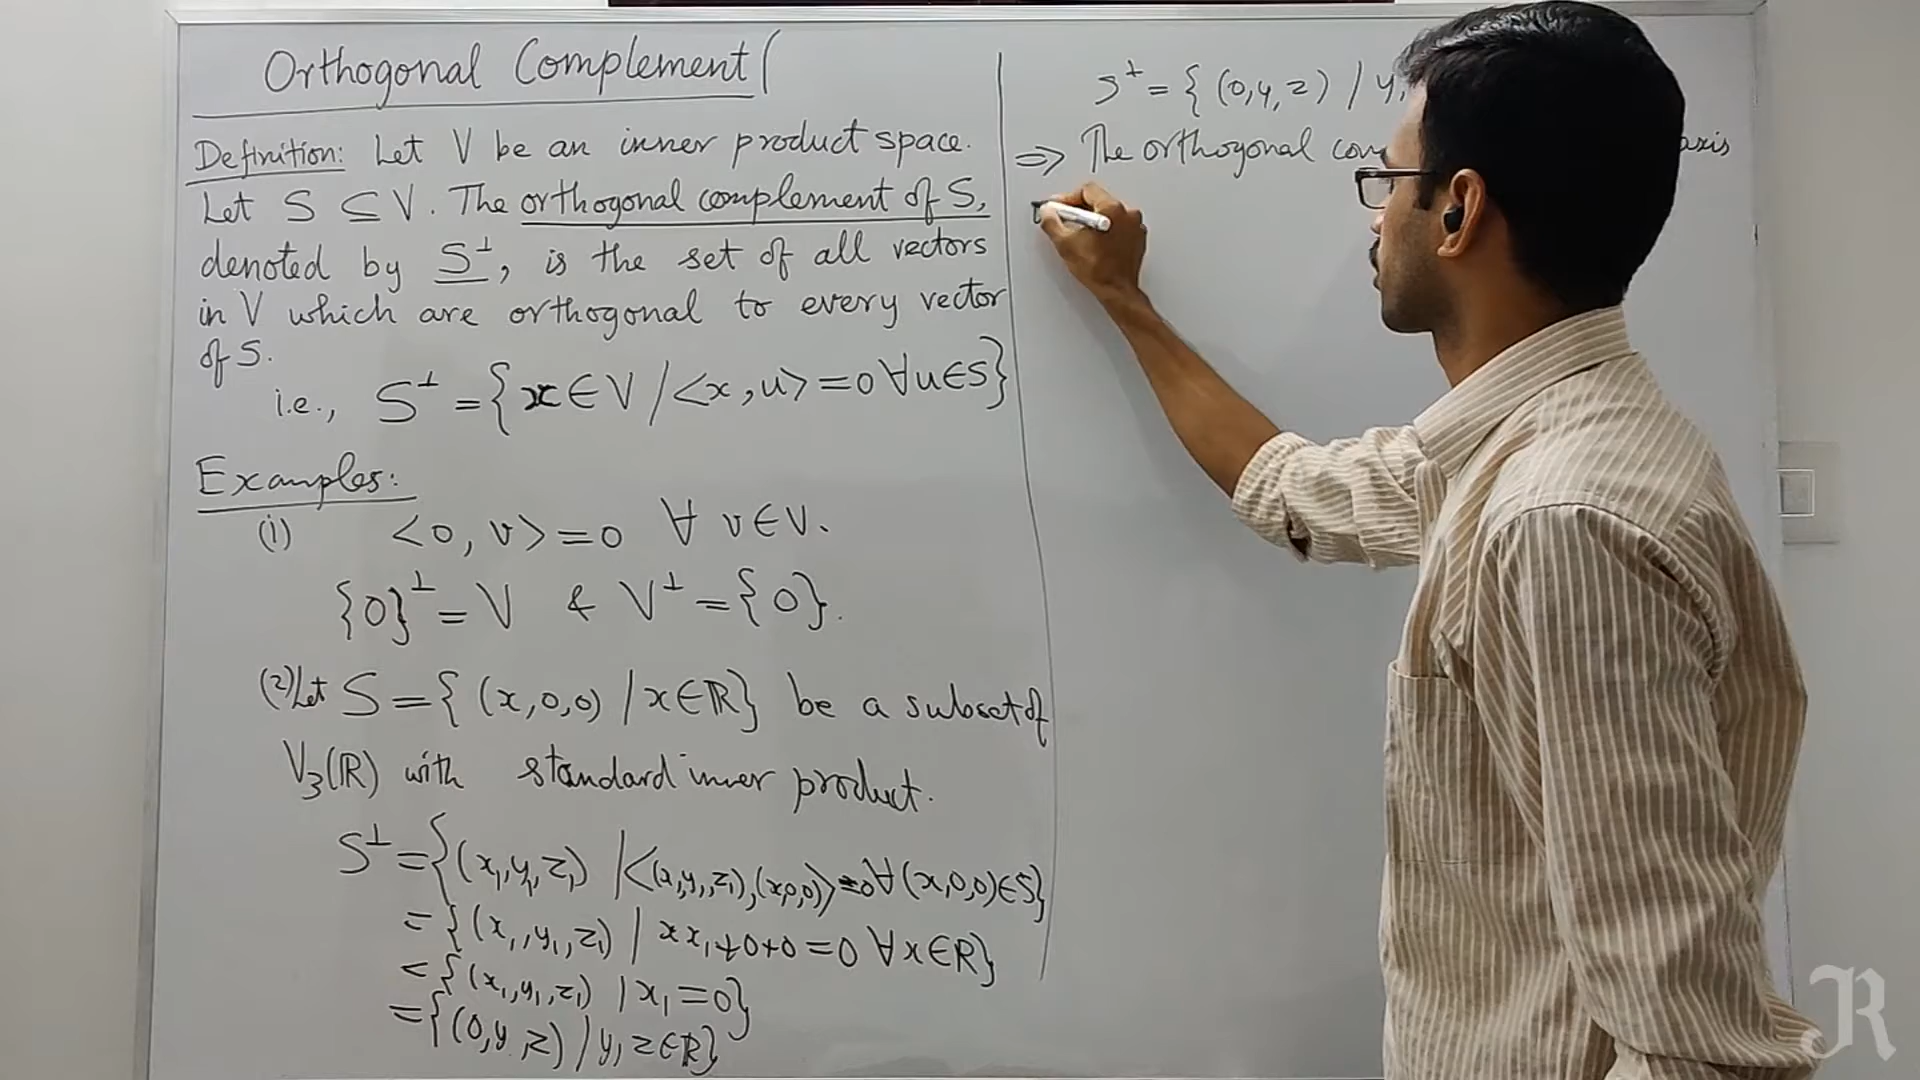 Orthogonal Complement(
Definition: Let V be an inner product space.
Let S ⊆ V. The orthogonal complement of S,
denoted by S⊥, is the set of all vectors
in V which are orthogonal to every vector
of S.
i.e., S⊥ = {x ∈ V / <x, u> = 0 ∀ u ∈ S}
Examples:
(1) <0, v> = 0 ∀ v ∈ V.
{0}⊥ = V & V⊥ = {0}.
(2) Let S = { (x,0,0) / x ∈ ℝ} be a subset of
V₃(ℝ) with standard inner product.
S⊥ = {(x₁,y₁,z₁) / <(x₁,y₁,z₁),(x,0,0)> = 0 ∀ (x,0,0) ∈ S}
= {(x₁,y₁,z₁) | xx₁+0+0 = 0 ∀ x ∈ ℝ}
= {(x₁,y₁,z₁) | x₁ = 0}
= {(0,y,z) / y,z ∈ ℝ}
S⊥ = { (0,y,z) / y,
⇒ The orthogonal axis
R